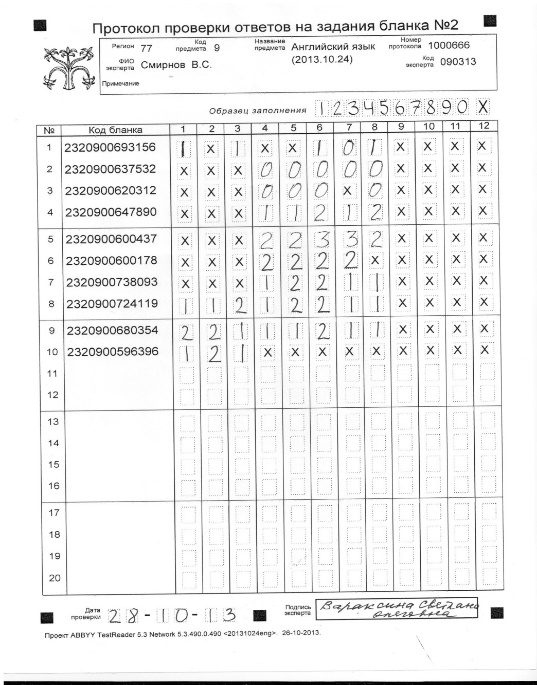 Протокол проверки ответов на задания бланка №2
Регион 77 Код предмета 9 Название предмета Английский язык (2013.10.24) Номер протокола 1000666
ФИО эксперта Смирнов В.С. Код эксперта 090313
Примечание
Образец заполнения 1 2 3 4 5 6 7 8 9 0 X
№ Код бланка 1 2 3 4 5 6 7 8 9 10 11 12
1 2320900693156 1 X 1 X X 1 0 1 X X X X
2 2320900637532 X X X 0 0 0 0 0 X X X X
3 2320900620312 X X X 0 0 0 X 0 X X X X
4 2320900647890 X X X 1 1 2 1 2 X X X X
5 2320900600437 X X X 2 2 3 3 2 X X X X
6 2320900600178 X X X 2 2 2 2 X X X X X
7 2320900738093 X X X 1 2 2 1 1 X X X X
8 2320900724119 1 1 2 1 2 2 1 1 X X X X
9 2320900680354 2 2 1 1 1 2 1 1 X X X X
10 2320900596396 1 2 1 X X X X X X X X X
11
12
13
14
15
16
17
18
19
20
Дата проверки 28-10-13 Подпись эксперта Вараксина Светлана Олеговна
Проект ABBYY TestReader 5.3 Network 5.3.490.0.490 <20131024eng>. 26-10-2013.